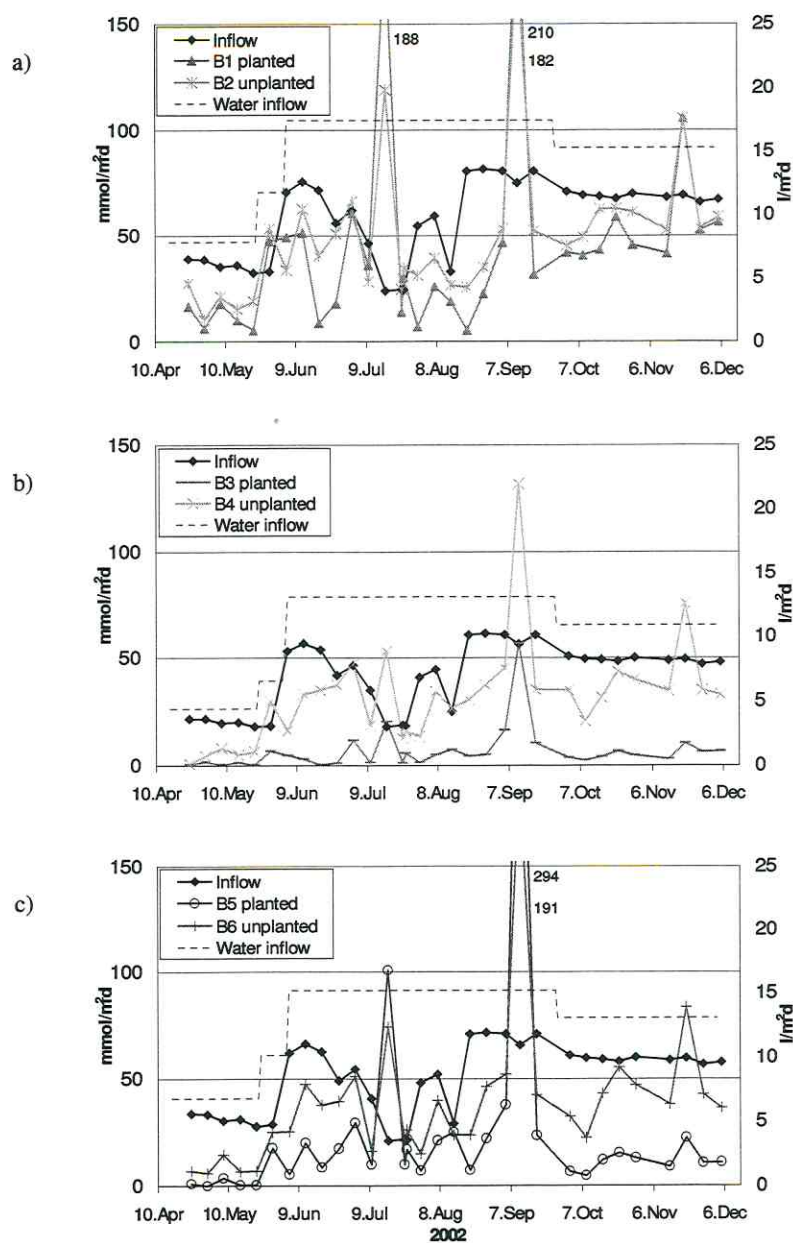 a)
150
100
50
0
mmol/m²d
Inflow
B1 planted
B2 unplanted
Water inflow
188
210
182
25
20
15
10
5
0
l/m²d
10.Apr 10.May 9.Jun 9.Jul 8.Aug 7.Sep 7.Oct 6.Nov 6.Dec
b)
150
100
50
0
mmol/m²d
Inflow
B3 planted
B4 unplanted
Water inflow
25
20
15
10
5
0
l/m²d
10.Apr 10.May 9.Jun 9.Jul 8.Aug 7.Sep 7.Oct 6.Nov 6.Dec
c)
150
100
50
0
mmol/m²d
Inflow
B5 planted
B6 unplanted
Water inflow
294
191
25
20
15
10
5
0
l/m²d
10.Apr 10.May 9.Jun 9.Jul 8.Aug 7.Sep 7.Oct 6.Nov 6.Dec
2002